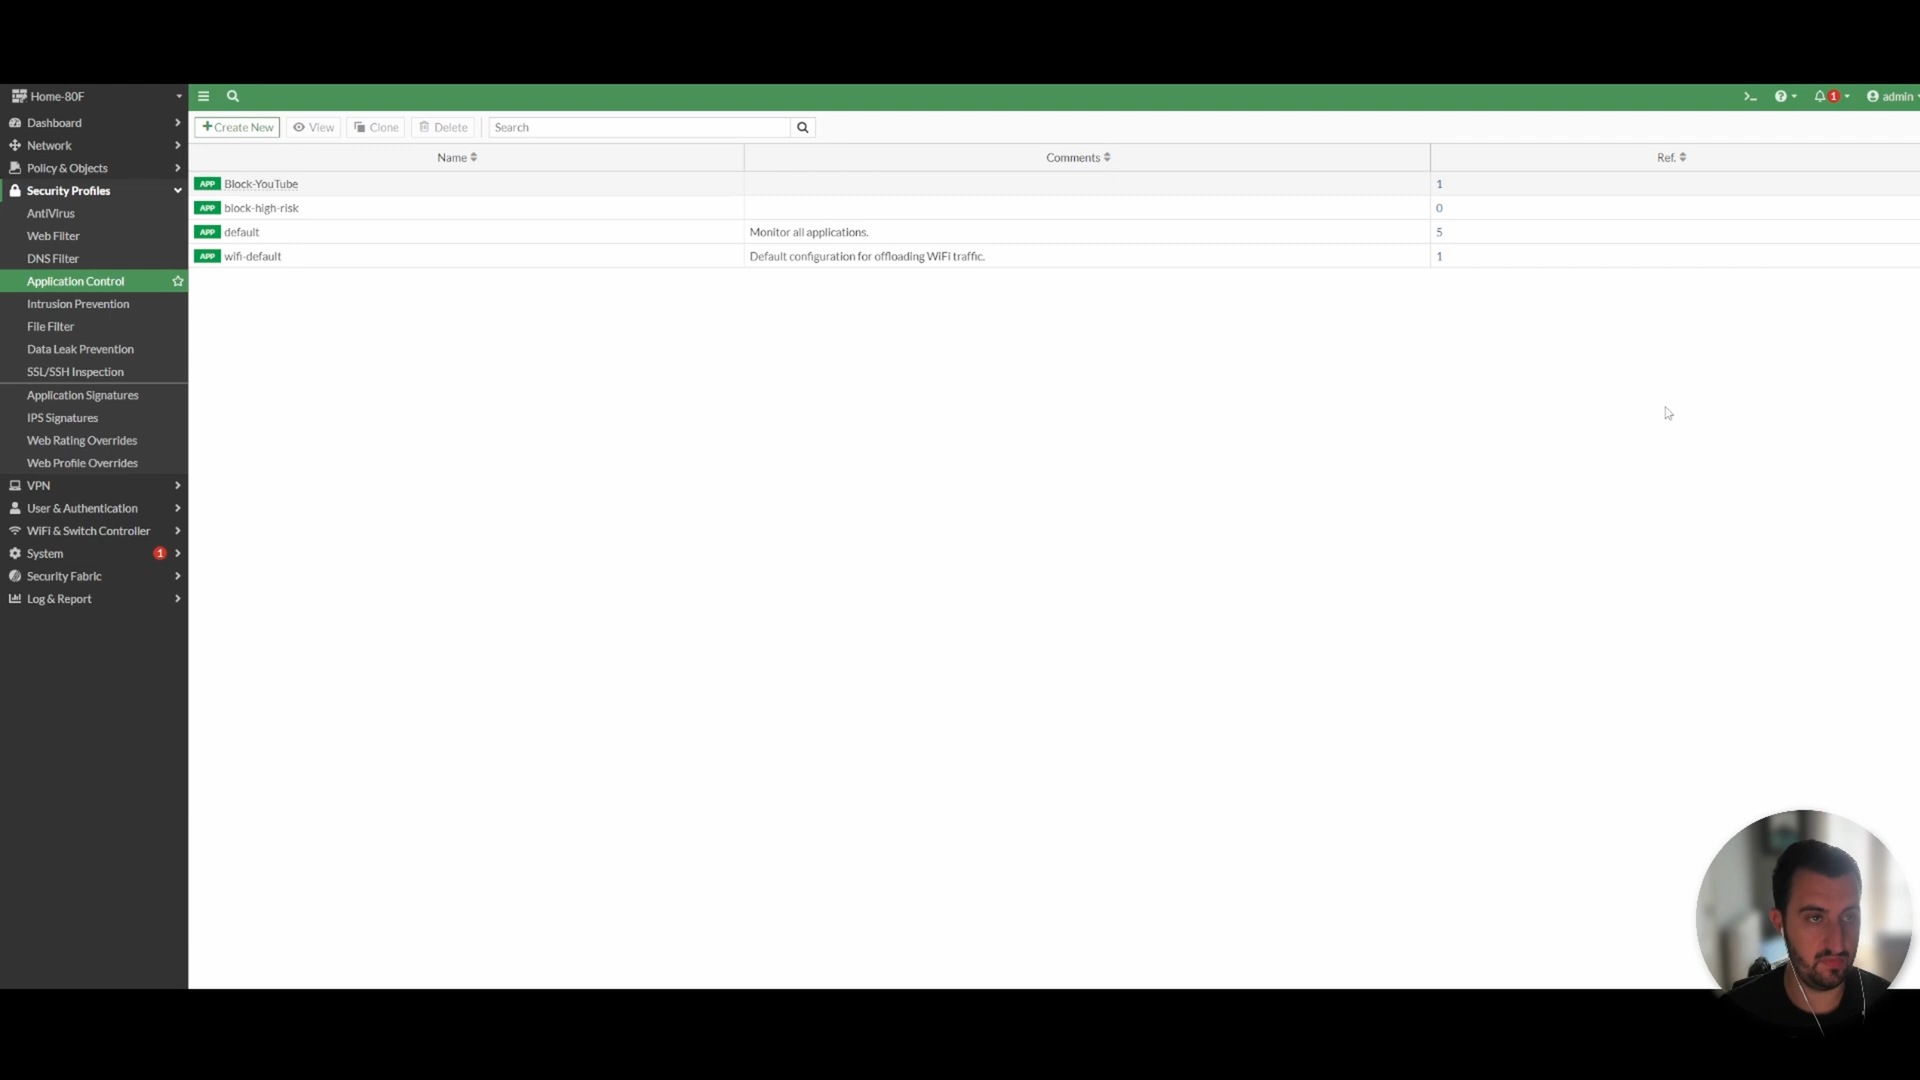 Home-80F
admin
Dashboard
Network
Policy & Objects
Security Profiles
AntiVirus
Web Filter
DNS Filter
Application Control
Intrusion Prevention
File Filter
Data Leak Prevention
SSL/SSH Inspection
Application Signatures
IPS Signatures
Web Rating Overrides
Web Profile Overrides
VPN
User & Authentication
WiFi & Switch Controller
System 1
Security Fabric
Log & Report
>_ ? 1
+ Create New View Clone Delete Search
Name Comments Ref.
APP Block-YouTube 1
APP block-high-risk 0
APP default Monitor all applications. 5
APP wifi-default Default configuration for offloading WiFi traffic. 1